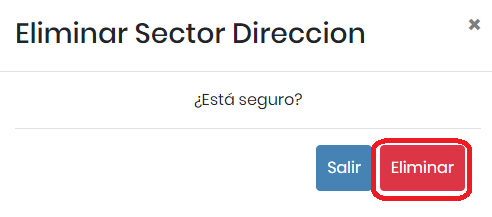 Eliminar Sector Direccion
×
¿Está seguro?
Salir
Eliminar